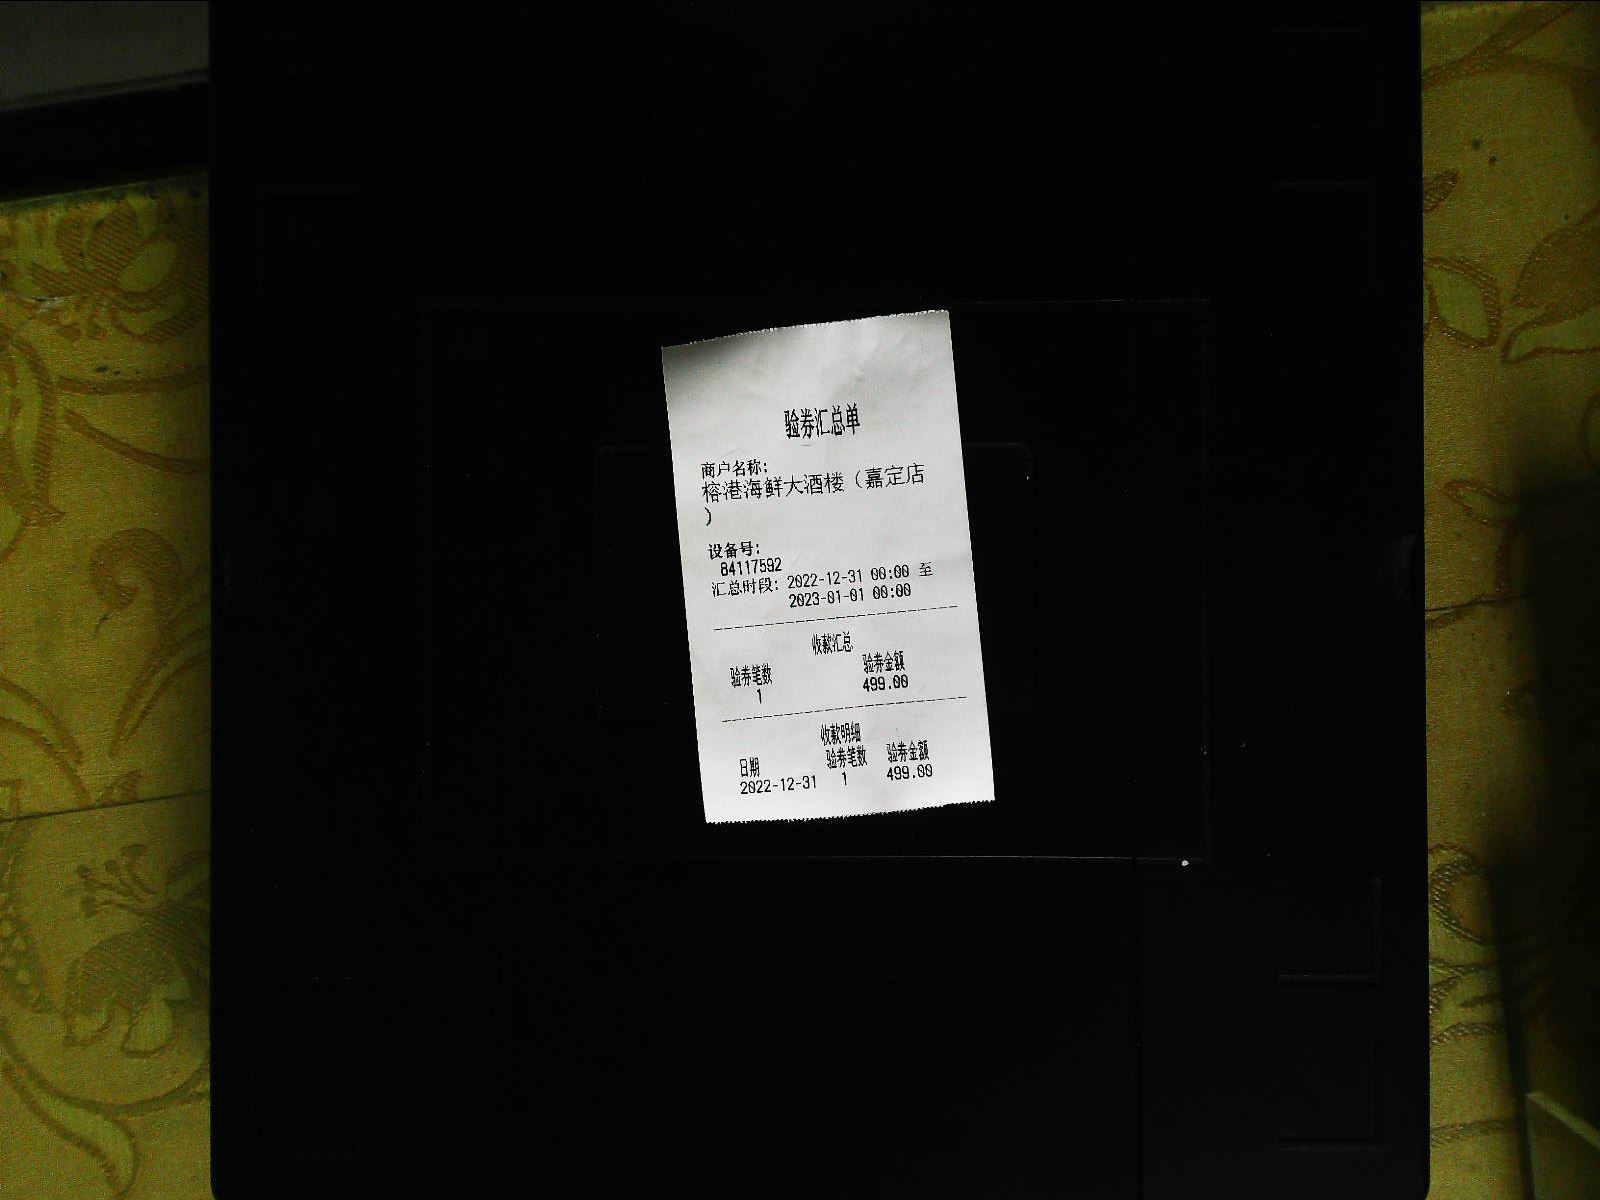 验券汇总单
商户名称:
榕港海鲜大酒楼（嘉定店
）
设备号:
84117592
汇总时段: 2022-12-31 00:00 至
2023-01-01 00:00
收款汇总
验券笔数 验券金额
1 499.00
收款明细
日期 验券笔数 验券金额
2022-12-31 1 499.00